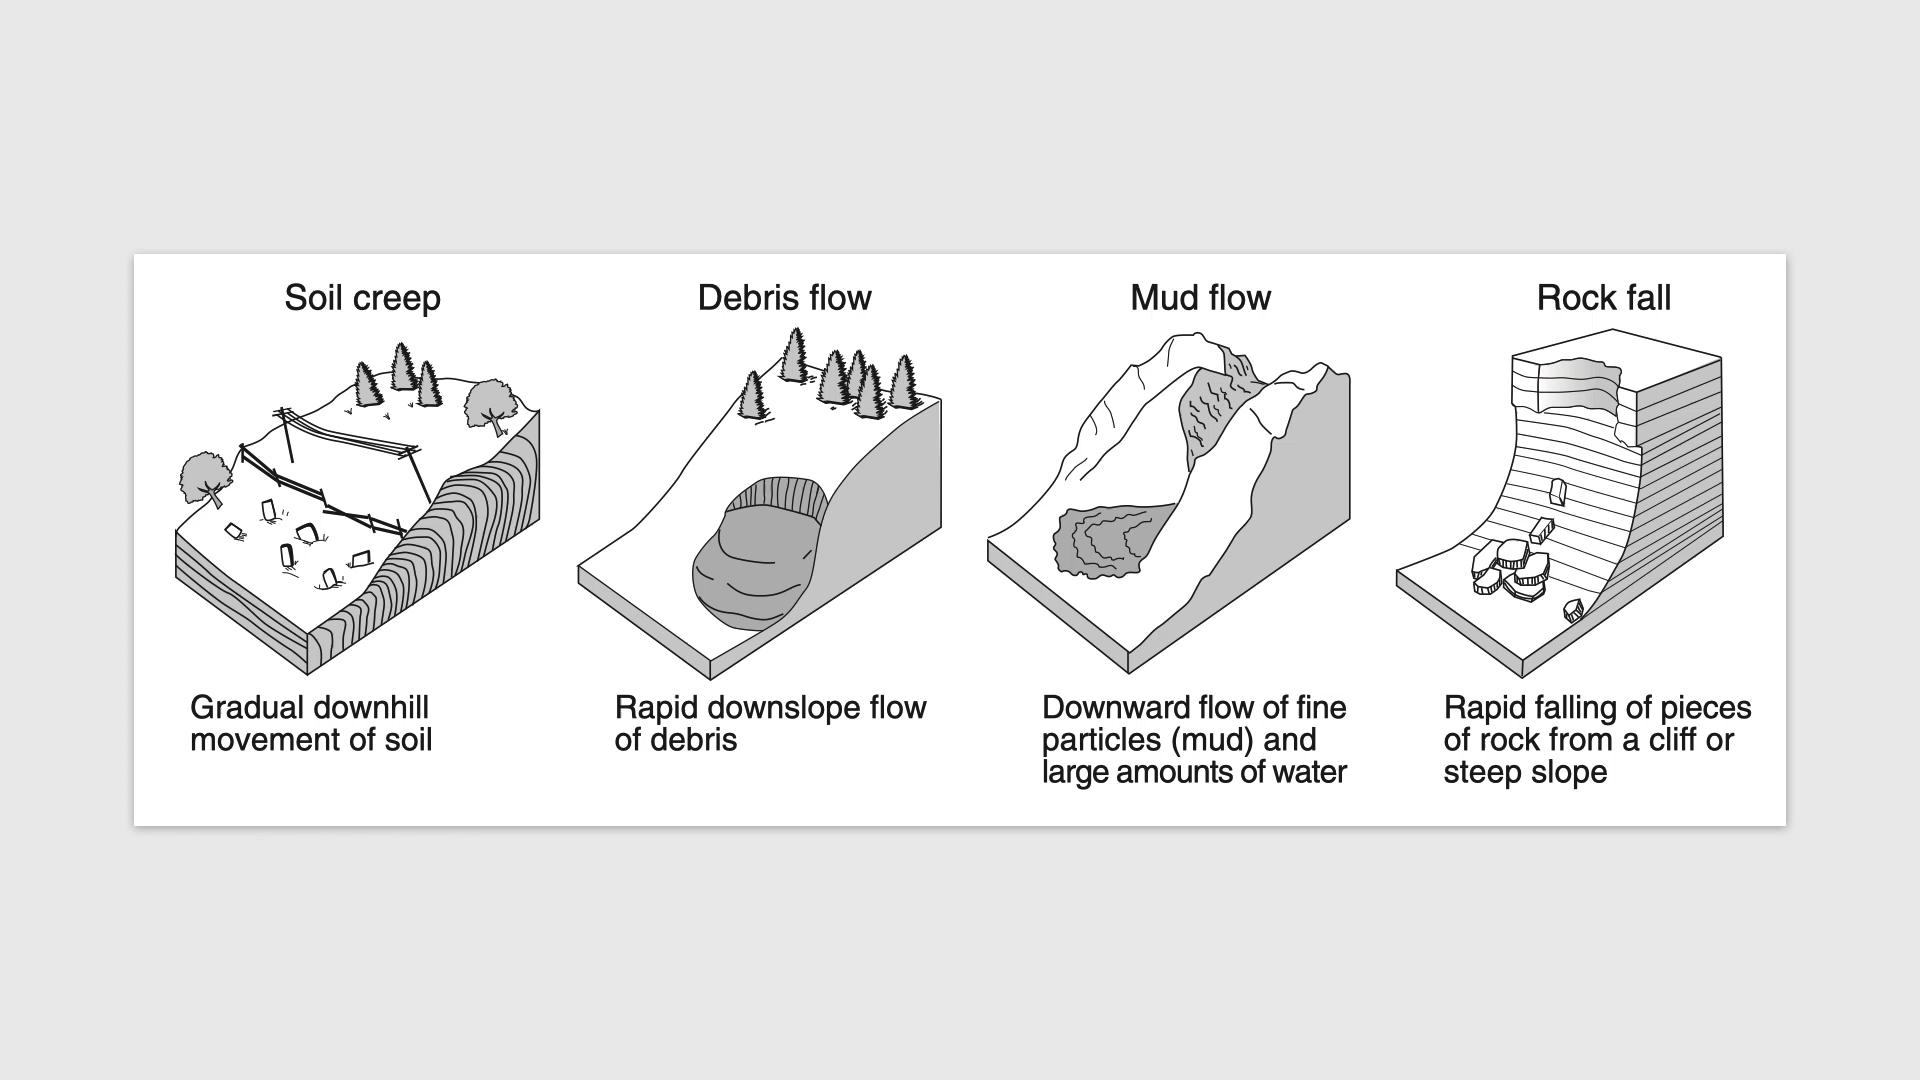 Soil creep
Gradual downhill
movement of soil
Debris flow
Rapid downslope flow
of debris
Mud flow
Downward flow of fine
particles (mud) and
large amounts of water
Rock fall
Rapid falling of pieces
of rock from a cliff or
steep slope